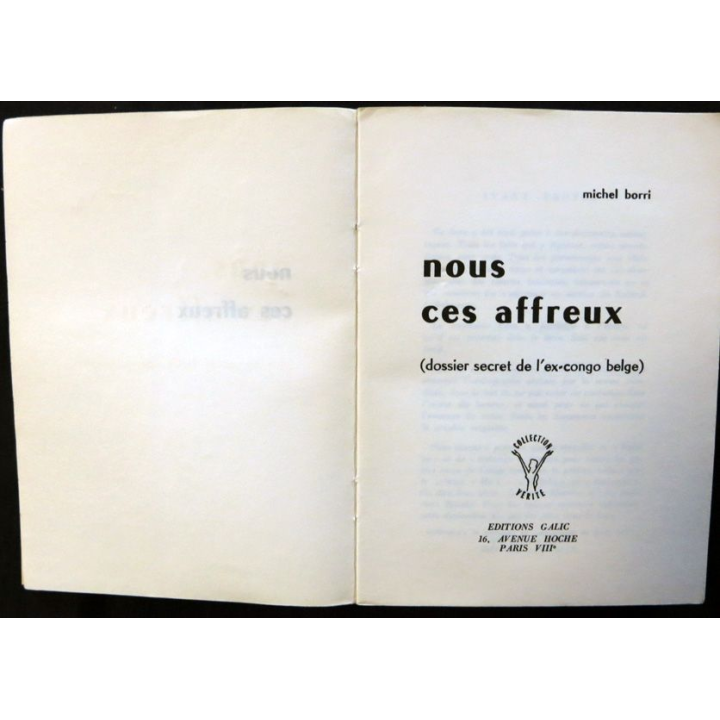 michel borri
nous
ces affreux
(dossier secret de l'ex-congo belge)
COLLECTION
VÉRITÉ
EDITIONS GALIC
16, AVENUE HOCHE
PARIS VIIIe